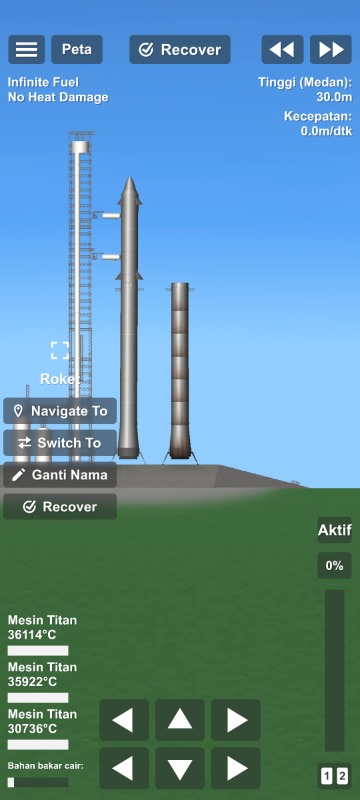 Peta
Recover
Infinite Fuel
No Heat Damage
Tinggi (Medan):
30.0m
Kecepatan:
0.0m/dtk
Roket
Navigate To
Switch To
Ganti Nama
Recover
Aktif
0%
Mesin Titan
36114°C
Mesin Titan
35922°C
Mesin Titan
30736°C
Bahan bakar cair:
1 2